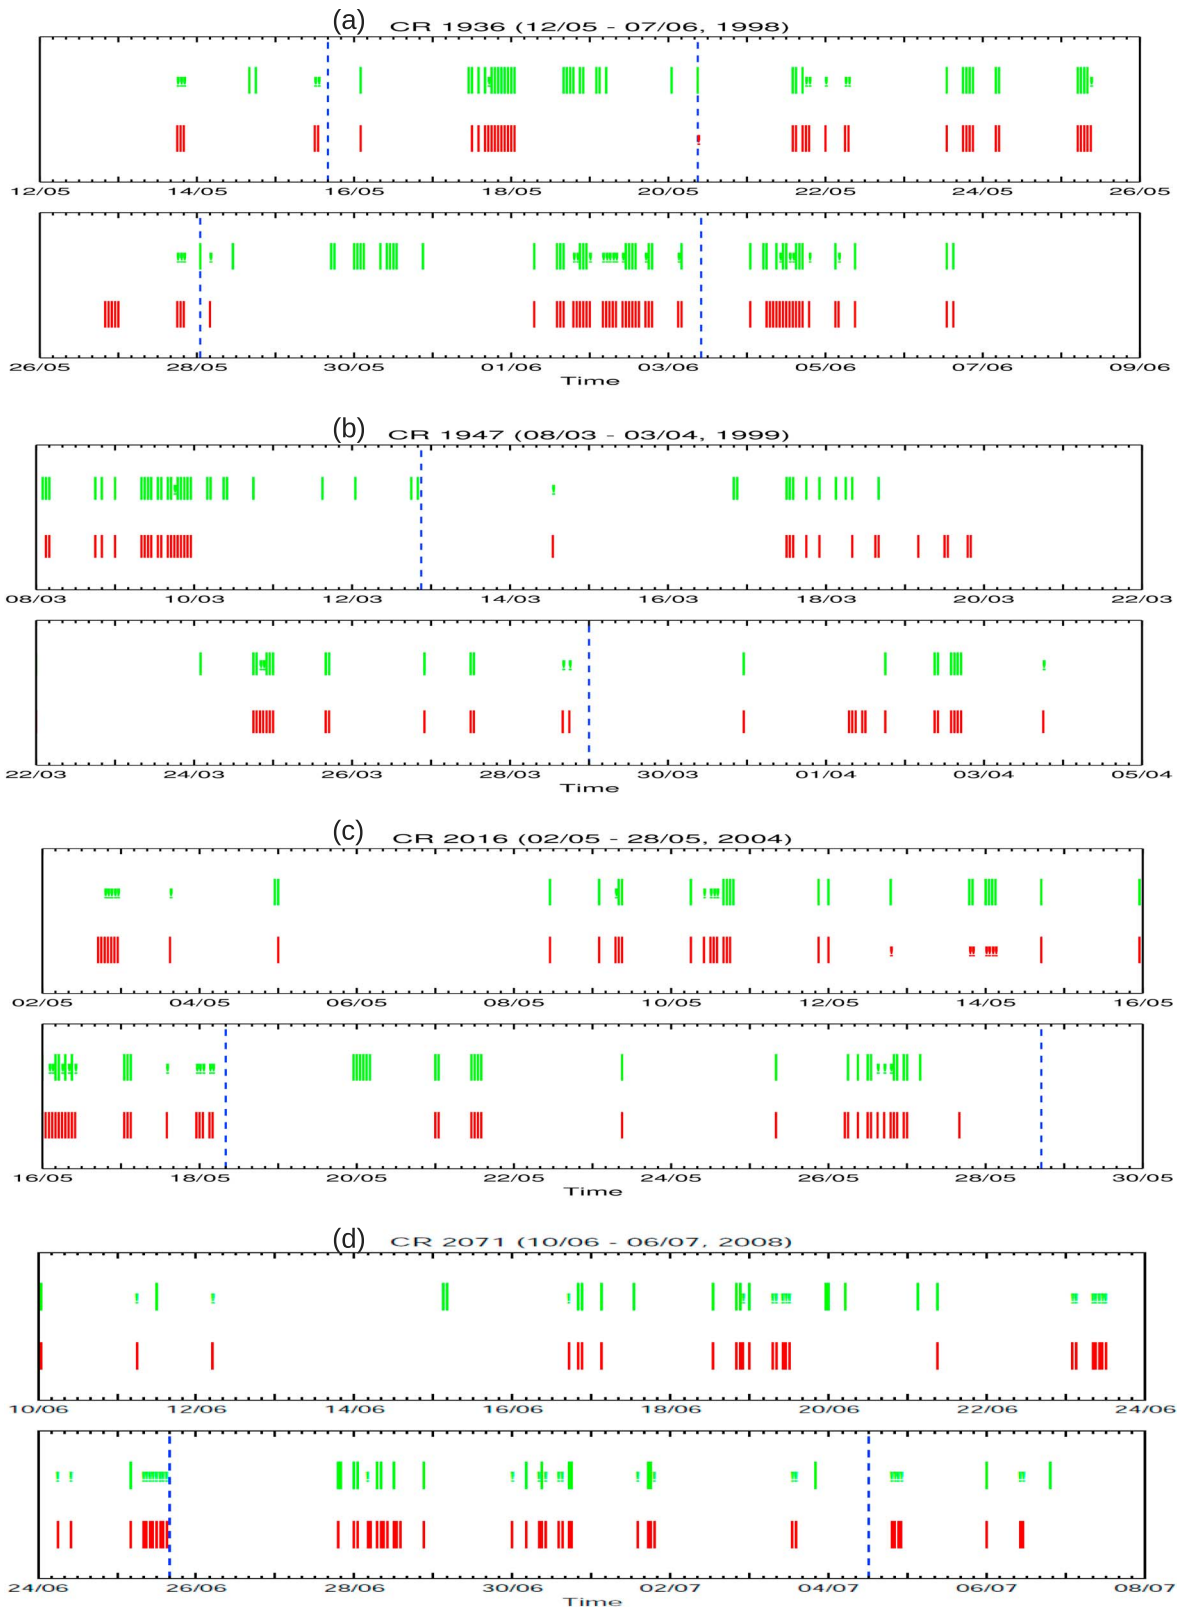 (a) CR 1936 (12/05 - 07/06, 1998)
12/05 14/05 16/05 18/05 20/05 22/05 24/05 26/05
26/05 28/05 30/05 01/06 03/06 05/06 07/06 09/06
Time
(b) CR 1947 (08/03 - 03/04, 1999)
08/03 10/03 12/03 14/03 16/03 18/03 20/03 22/03
22/03 24/03 26/03 28/03 30/03 01/04 03/04 05/04
Time
(c) CR 2016 (02/05 - 28/05, 2004)
02/05 04/05 06/05 08/05 10/05 12/05 14/05 16/05
16/05 18/05 20/05 22/05 24/05 26/05 28/05 30/05
Time
(d) CR 2071 (10/06 - 06/07, 2008)
10/06 12/06 14/06 16/06 18/06 20/06 22/06 24/06
24/06 26/06 28/06 30/06 02/07 04/07 06/07 08/07
Time